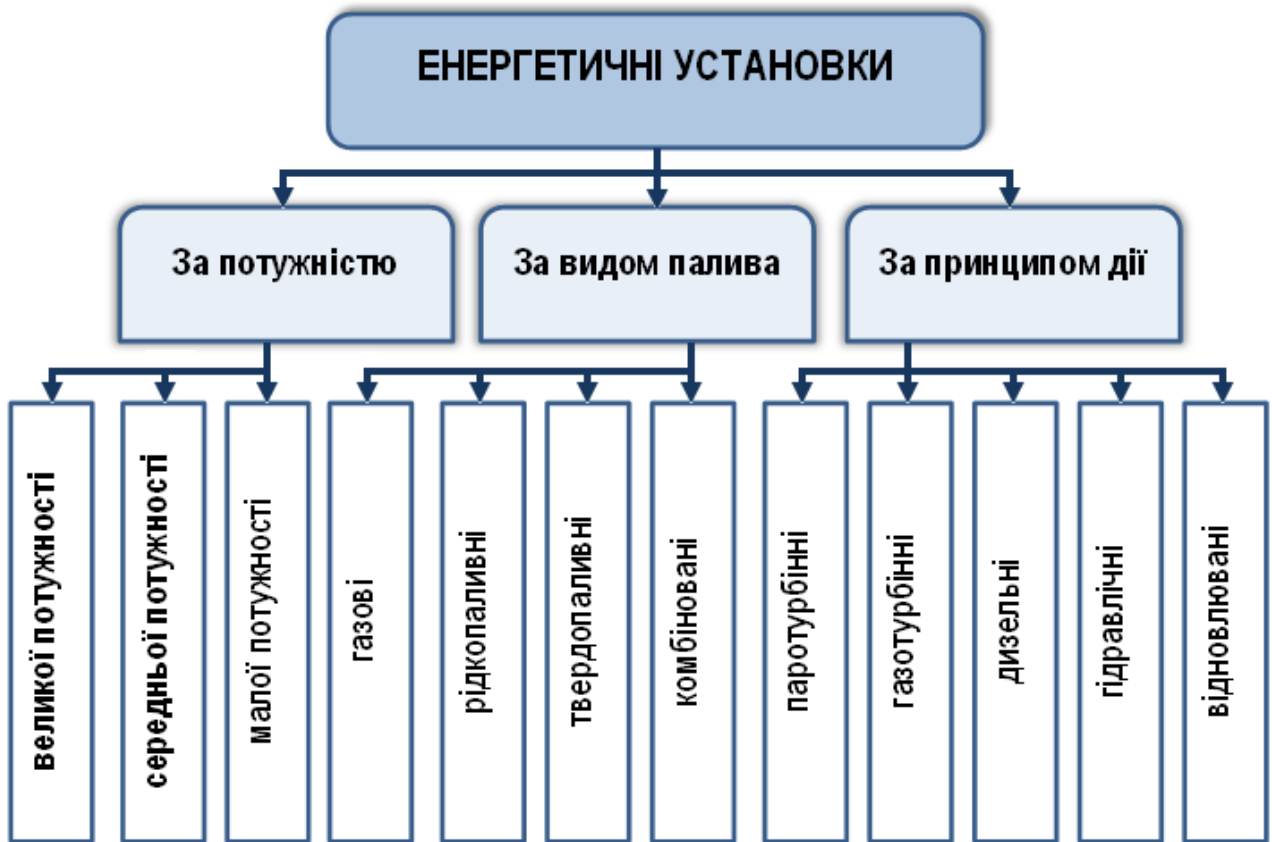 ЕНЕРГЕТИЧНІ УСТАНОВКИ
За потужністю
За видом палива
За принципом дії
великої потужності
середньої потужності
малої потужності
газові
рідкопаливні
твердопаливні
комбіновані
паротурбінні
газотурбінні
дизельні
гідравлічні
відновлювані